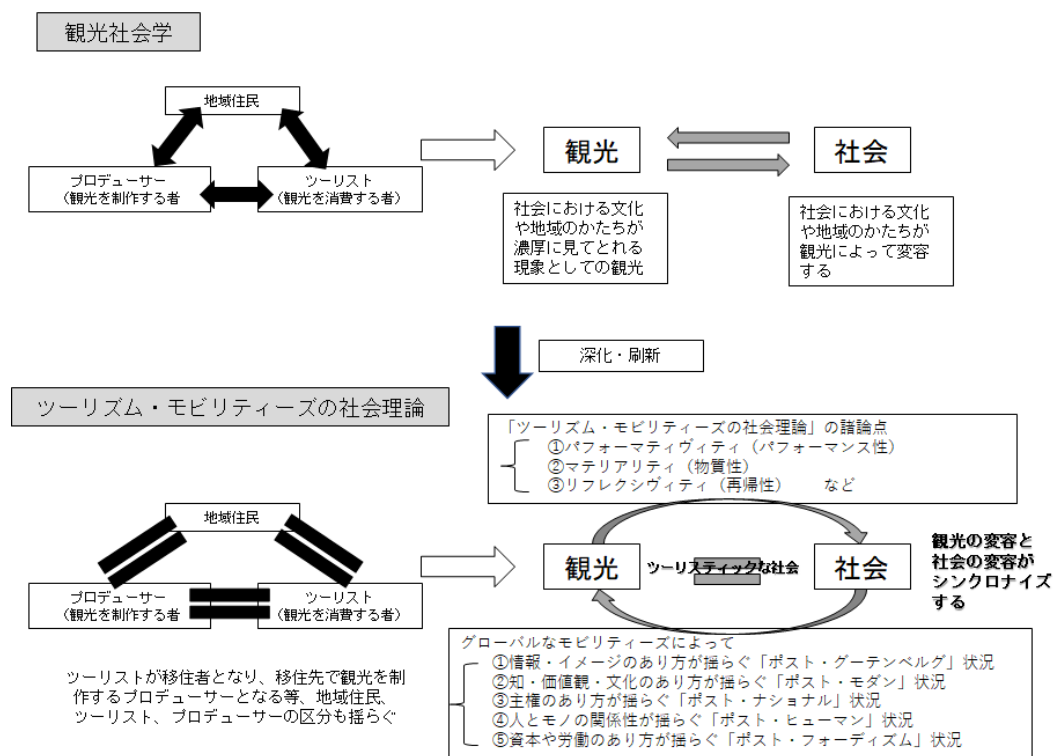 観光社会学
地域住民
プロデューサー
(観光を制作する者
ツーリスト
(観光を消費する者)
観光
社会
社会における文化
や地域のかたちが
濃厚に見てとれる
現象としての観光
社会における文化
や地域のかたちが
観光によって変容
する
深化・刷新
ツーリズム・モビリティーズの社会理論
「ツーリズム・モビリティーズの社会理論」の諸論点
①パフォーマティヴィティ(パフォーマンス性)
②マテリアリティ(物質性)
③リフレクシヴィティ(再帰性) など
地域住民
プロデューサー
(観光を制作する者
ツーリスト
(観光を消費する者)
観光
ツーリスティックな社会
社会
観光の変容と
社会の変容が
シンクロナイズ
する
ツーリストが移住者となり、移住先で観光を制
作するプロデューサーとなる等、地域住民、
ツーリスト、プロデューサーの区分も揺らぐ
グローバルなモビリティーズによって
①情報・イメージのあり方が揺らぐ「ポスト・グーテンベルグ」状況
②知・価値観・文化のあり方が揺らぐ「ポスト・モダン」状況
③主権のあり方が揺らぐ「ポスト・ナショナル」状況
④人とモノの関係性が揺らぐ「ポスト・ヒューマン」状況
⑤資本や労働のあり方が揺らぐ「ポスト・フォーディズム」状況